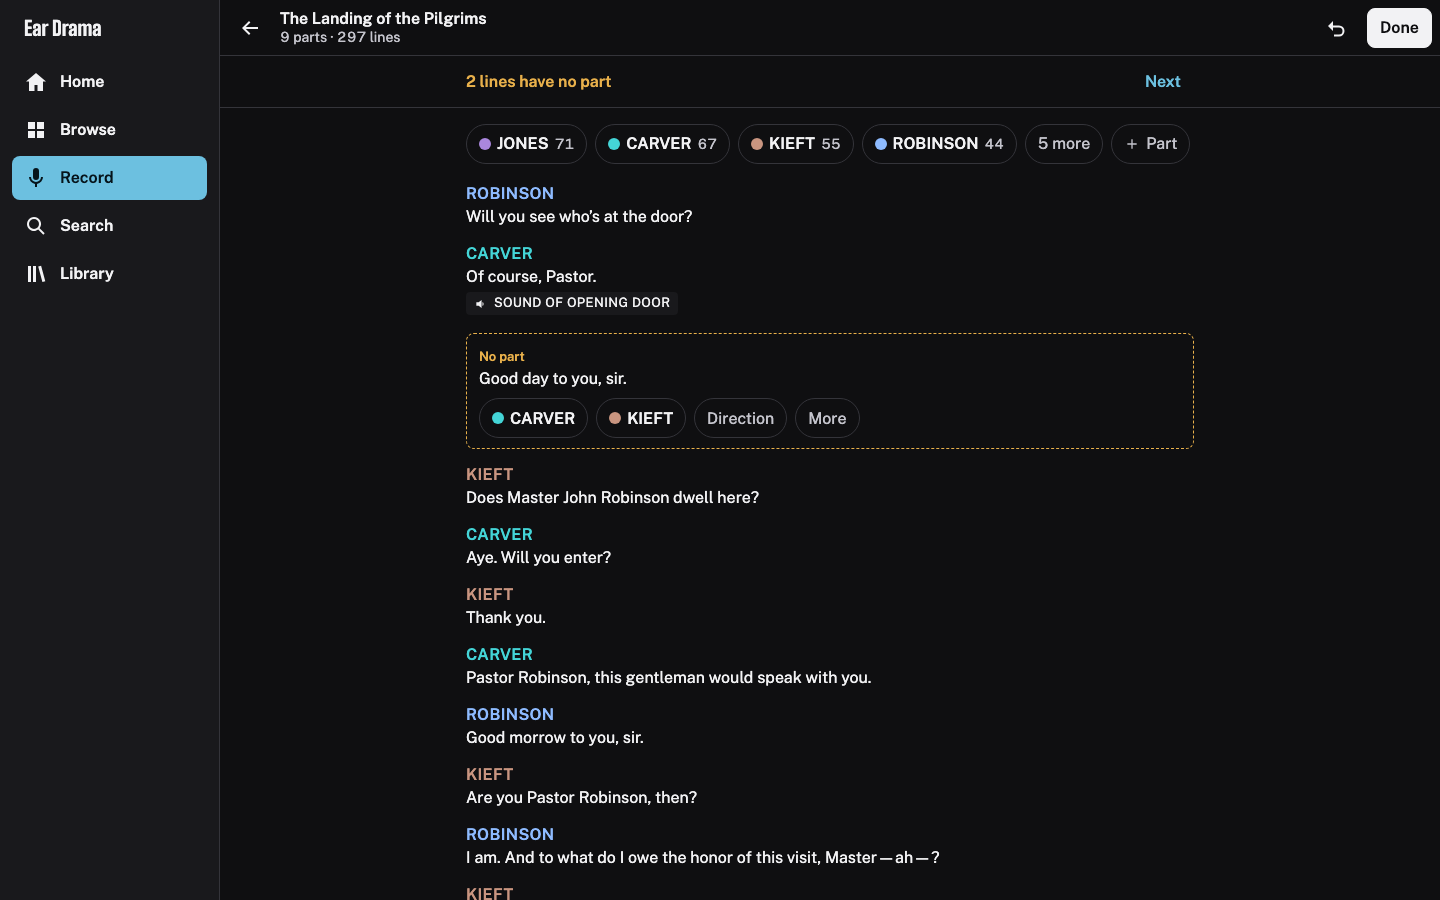 Ear Drama
Home
Browse
Record
Search
Library
The Landing of the Pilgrims
9 parts · 297 lines
Done
2 lines have no part
Next
JONES 71
CARVER 67
KIEFT 55
ROBINSON 44
5 more
+ Part
ROBINSON
Will you see who’s at the door?
CARVER
Of course, Pastor.
SOUND OF OPENING DOOR
No part
Good day to you, sir.
CARVER
KIEFT
Direction
More
KIEFT
Does Master John Robinson dwell here?
CARVER
Aye. Will you enter?
KIEFT
Thank you.
CARVER
Pastor Robinson, this gentleman would speak with you.
ROBINSON
Good morrow to you, sir.
KIEFT
Are you Pastor Robinson, then?
ROBINSON
I am. And to what do I owe the honor of this visit, Master — ah — ?
KIEFT